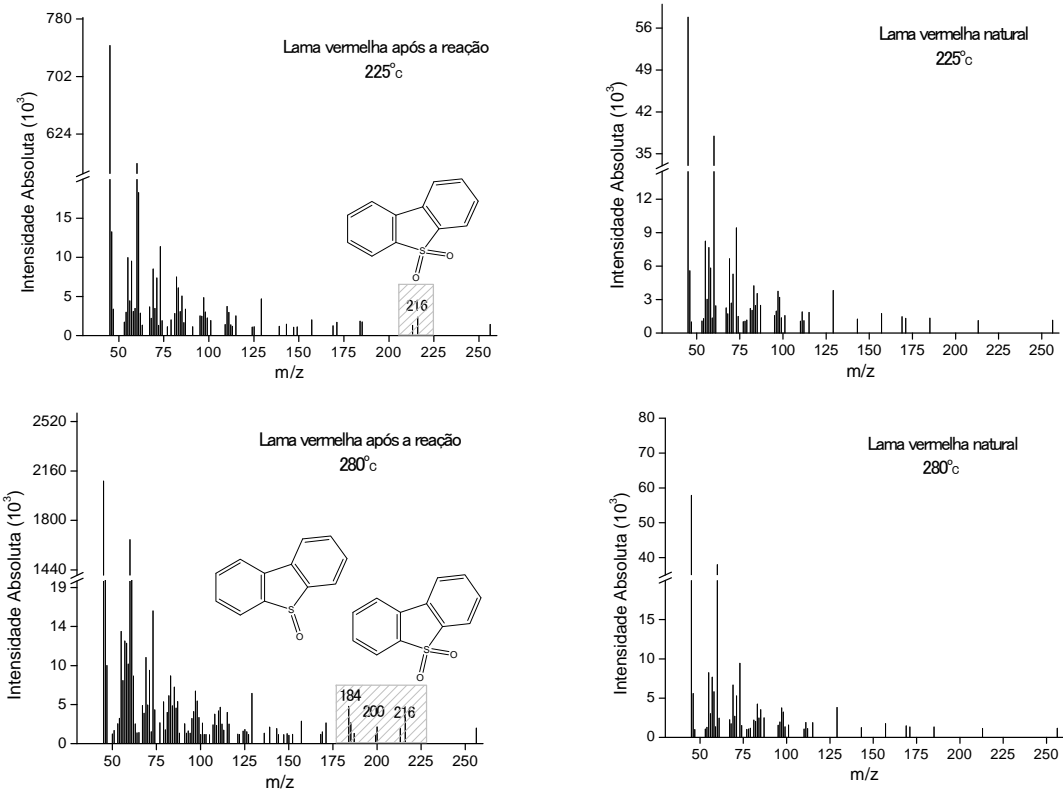 Lama vermelha após a reação
225°C
Intensidade Absoluta (10³)
780
702
624
15
10
5
0
S
O
O
216
50 75 100 125 150 175 200 225 250
m/z
Lama vermelha natural
225°C
Intensidade Absoluta (10³)
56
49
42
35
12
9
6
3
0
50 75 100 125 150 175 200 225 250
m/z
Lama vermelha após a reação
280°C
Intensidade Absoluta (10³)
2520
2160
1800
1440
19
14
10
5
0
S
O
S
O
O
184
200
216
50 75 100 125 150 175 200 225 250
m/z
Lama vermelha natural
280°C
Intensidade Absoluta (10³)
80
70
60
50
40
15
10
5
0
50 75 100 125 150 175 200 225 250
m/z